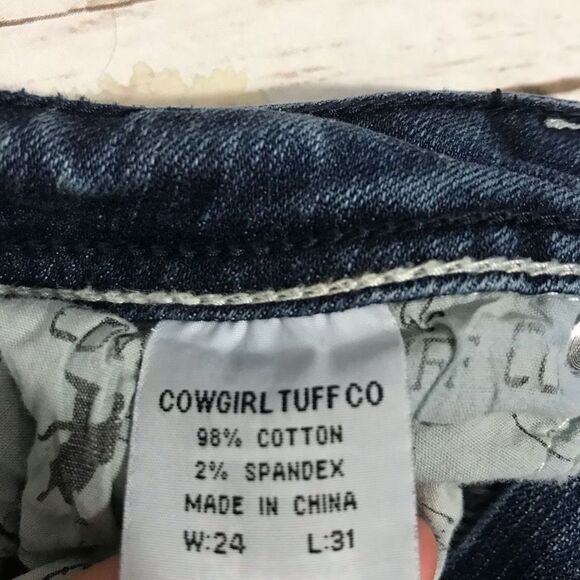 COWGIRL TUFF CO
98% COTTON
2% SPANDEX
MADE IN CHINA
W:24 L:31